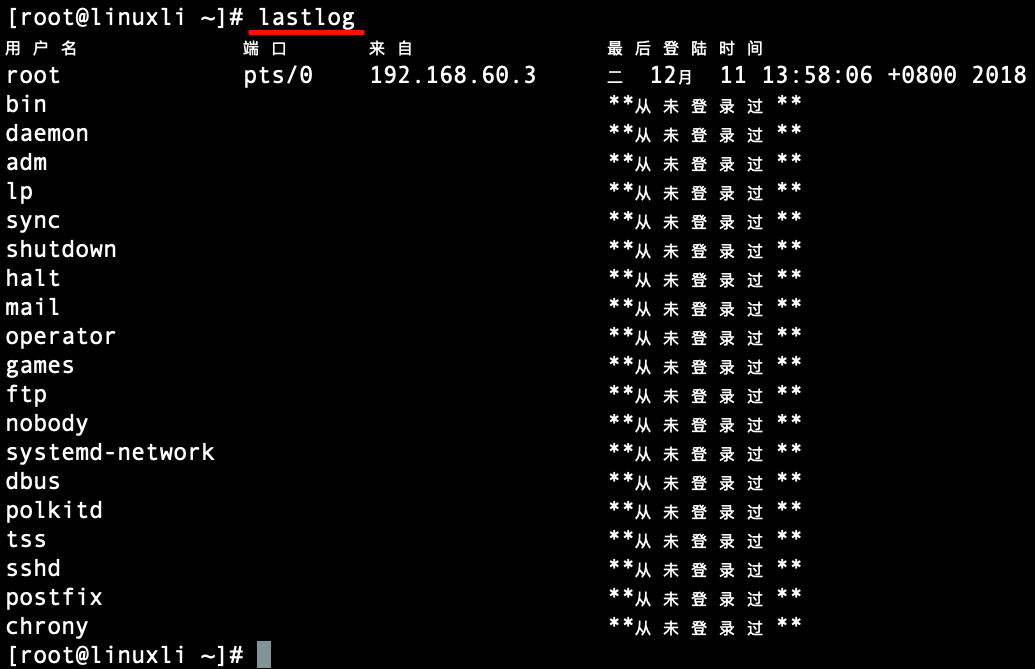 [root@linuxli ~]# lastlog
用户名 端口 来自 最后登陆时间
root pts/0 192.168.60.3 二 12月 11 13:58:06 +0800 2018
bin **从未登录过**
daemon **从未登录过**
adm **从未登录过**
lp **从未登录过**
sync **从未登录过**
shutdown **从未登录过**
halt **从未登录过**
mail **从未登录过**
operator **从未登录过**
games **从未登录过**
ftp **从未登录过**
nobody **从未登录过**
systemd-network **从未登录过**
dbus **从未登录过**
polkitd **从未登录过**
tss **从未登录过**
sshd **从未登录过**
postfix **从未登录过**
chrony **从未登录过**
[root@linuxli ~]#